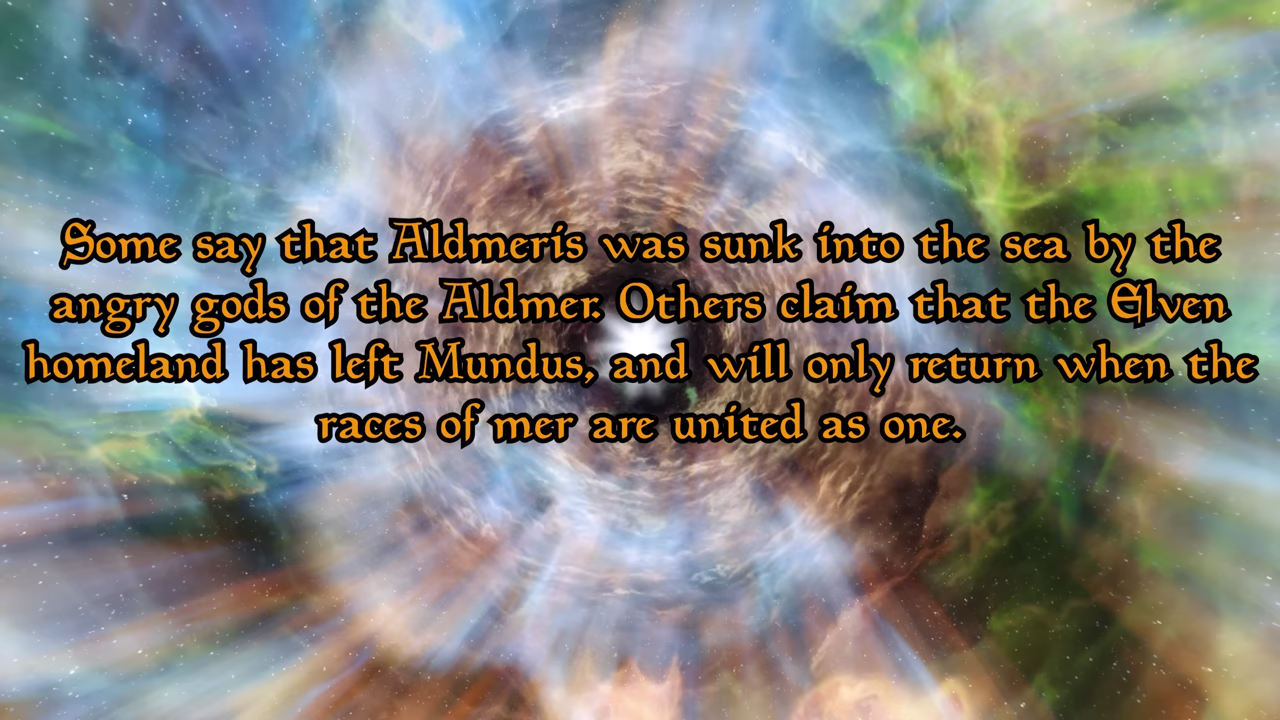 Some say that Aldmeris was sunk into the sea by the
angry gods of the Aldmer. Others claim that the Elven
homeland has left Mundus, and will only return when the
races of mer are united as one.